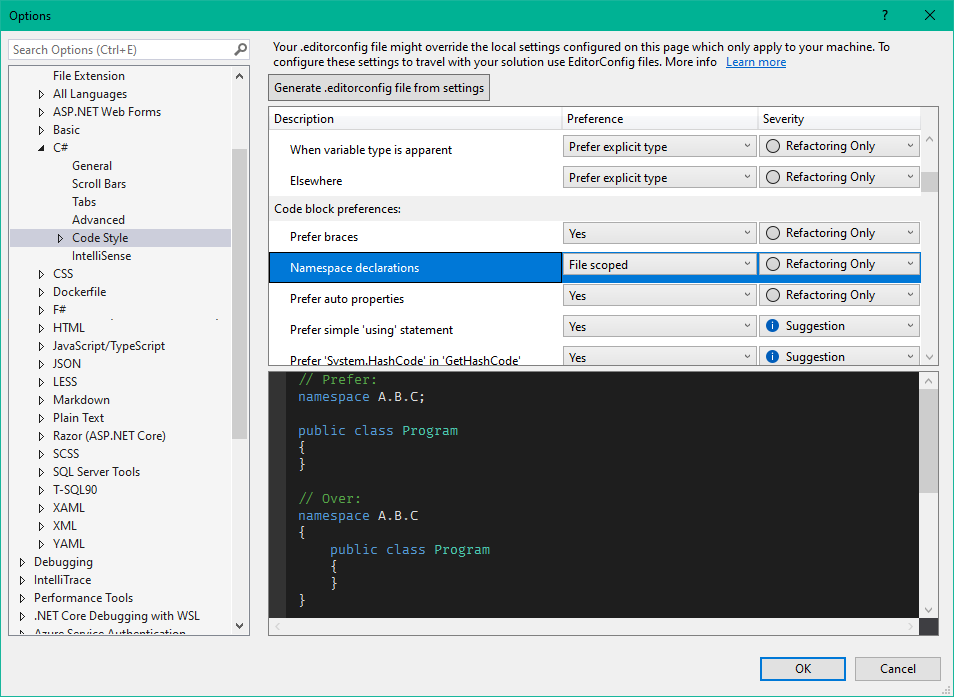 Options
?
Search Options (Ctrl+E)
File Extension
All Languages
ASP.NET Web Forms
Basic
C#
General
Scroll Bars
Tabs
Advanced
Code Style
IntelliSense
CSS
Dockerfile
F#
HTML
JavaScript/TypeScript
JSON
LESS
Markdown
Plain Text
Razor (ASP.NET Core)
SCSS
SQL Server Tools
T-SQL90
XAML
XML
YAML
Debugging
IntelliTrace
Performance Tools
.NET Core Debugging with WSL
Azure Service Authentication
Your .editorconfig file might override the local settings configured on this page which only apply to your machine. To
configure these settings to travel with your solution use EditorConfig files. More info Learn more
Generate .editorconfig file from settings
Description Preference Severity
When variable type is apparent Prefer explicit type Refactoring Only
Elsewhere Prefer explicit type Refactoring Only
Code block preferences:
Prefer braces Yes Refactoring Only
Namespace declarations File scoped Refactoring Only
Prefer auto properties Yes Refactoring Only
Prefer simple 'using' statement Yes Suggestion
Prefer 'System.HashCode' in 'GetHashCode' Yes Suggestion
// Prefer:
namespace A.B.C;
public class Program
{
}
// Over:
namespace A.B.C
{
public class Program
{
}
}
OK Cancel